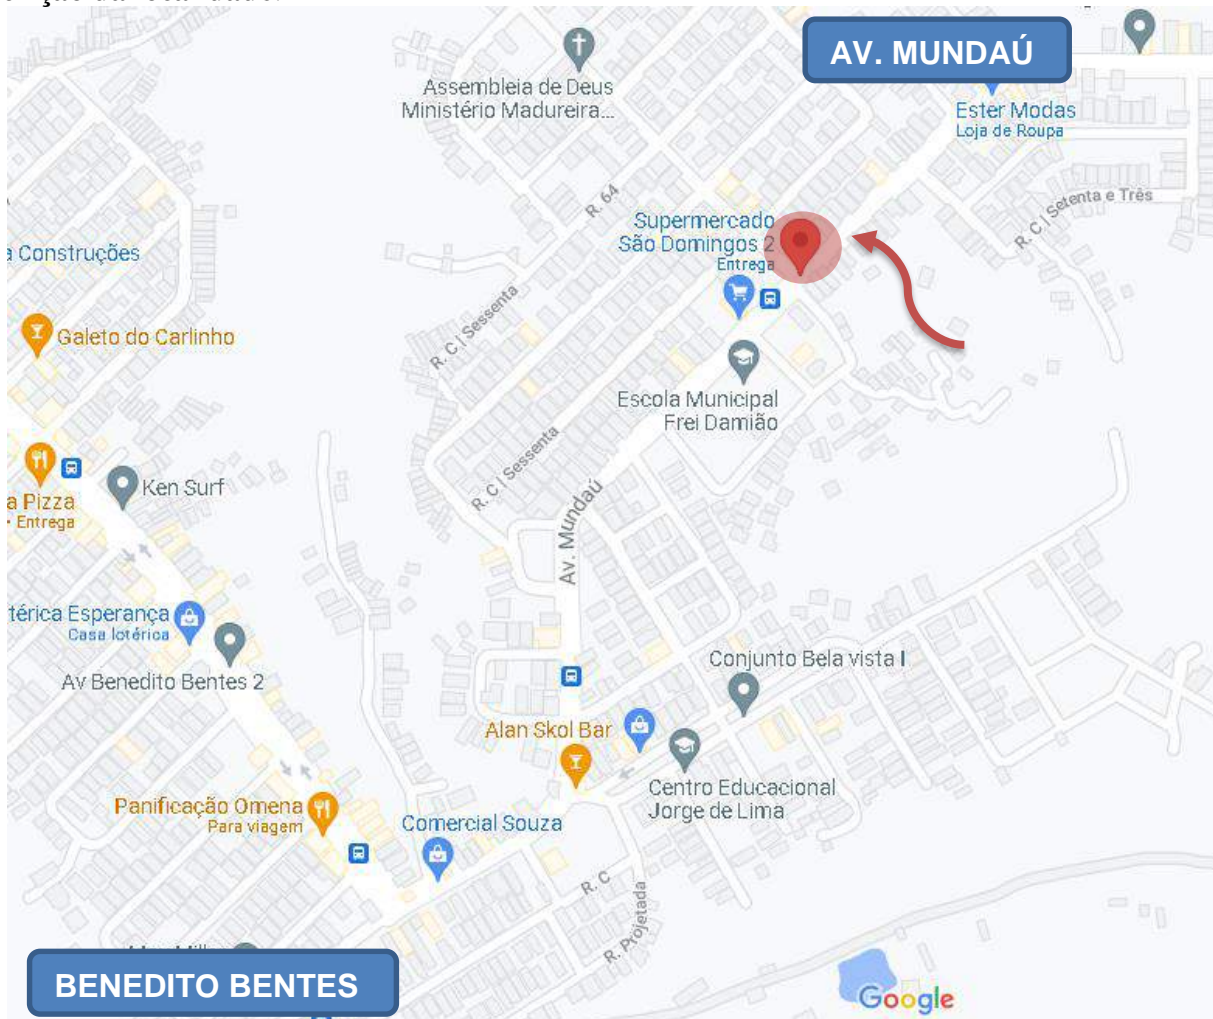 AV. MUNDAÚ
Assembleia de Deus
Ministério Madureira...
Ester Modas
Loja de Roupa
R. 64
R. C | Setenta e Três
Supermercado
São Domingos 2
Entrega
a Construções
R. C | Sessenta
Galeto do Carlinho
Escola Municipal
Frei Damião
R. C | Sessenta
Ken Surf
a Pizza
Entrega
Av. Mundaú
térica Esperança
Casa lotérica
Av Benedito Bentes 2
Conjunto Bela vista I
Alan Skol Bar
Centro Educacional
Jorge de Lima
Panificação Omena
Para viagem
Comercial Souza
R. C
R. Projetada
BENEDITO BENTES
Google